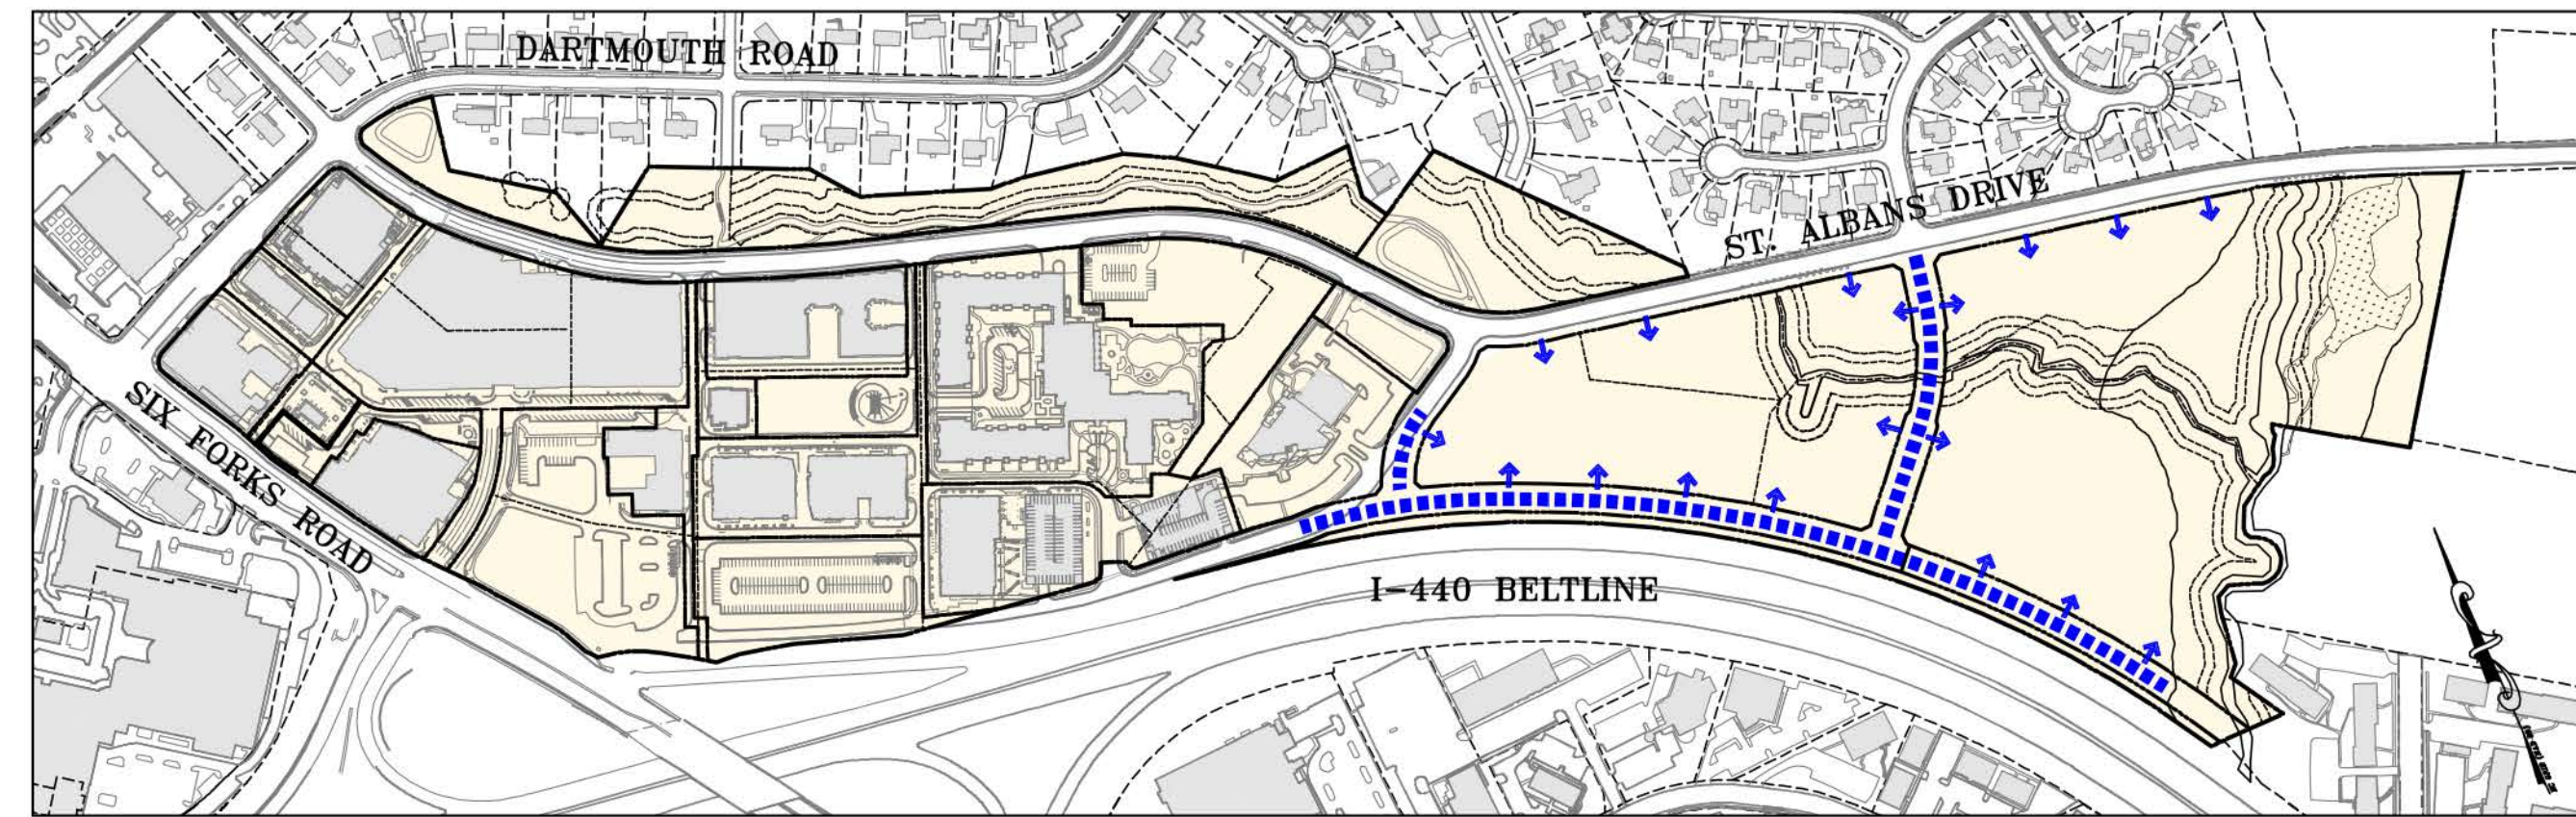 DARTMOUTH ROAD
ST. ALBANS DRIVE
SIX FORKS ROAD
I-440 BELTLINE